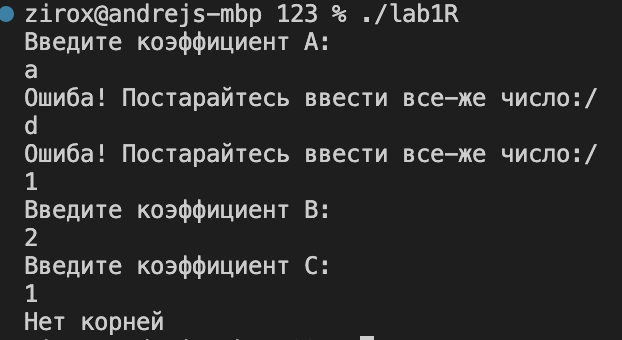 zirox@andrejs-mbp 123 % ./lab1R
Введите коэффициент A:
a
Ошиба! Постарайтесь ввести все-же число:/
d
Ошиба! Постарайтесь ввести все-же число:/
1
Введите коэффициент B:
2
Введите коэффициент C:
1
Нет корней